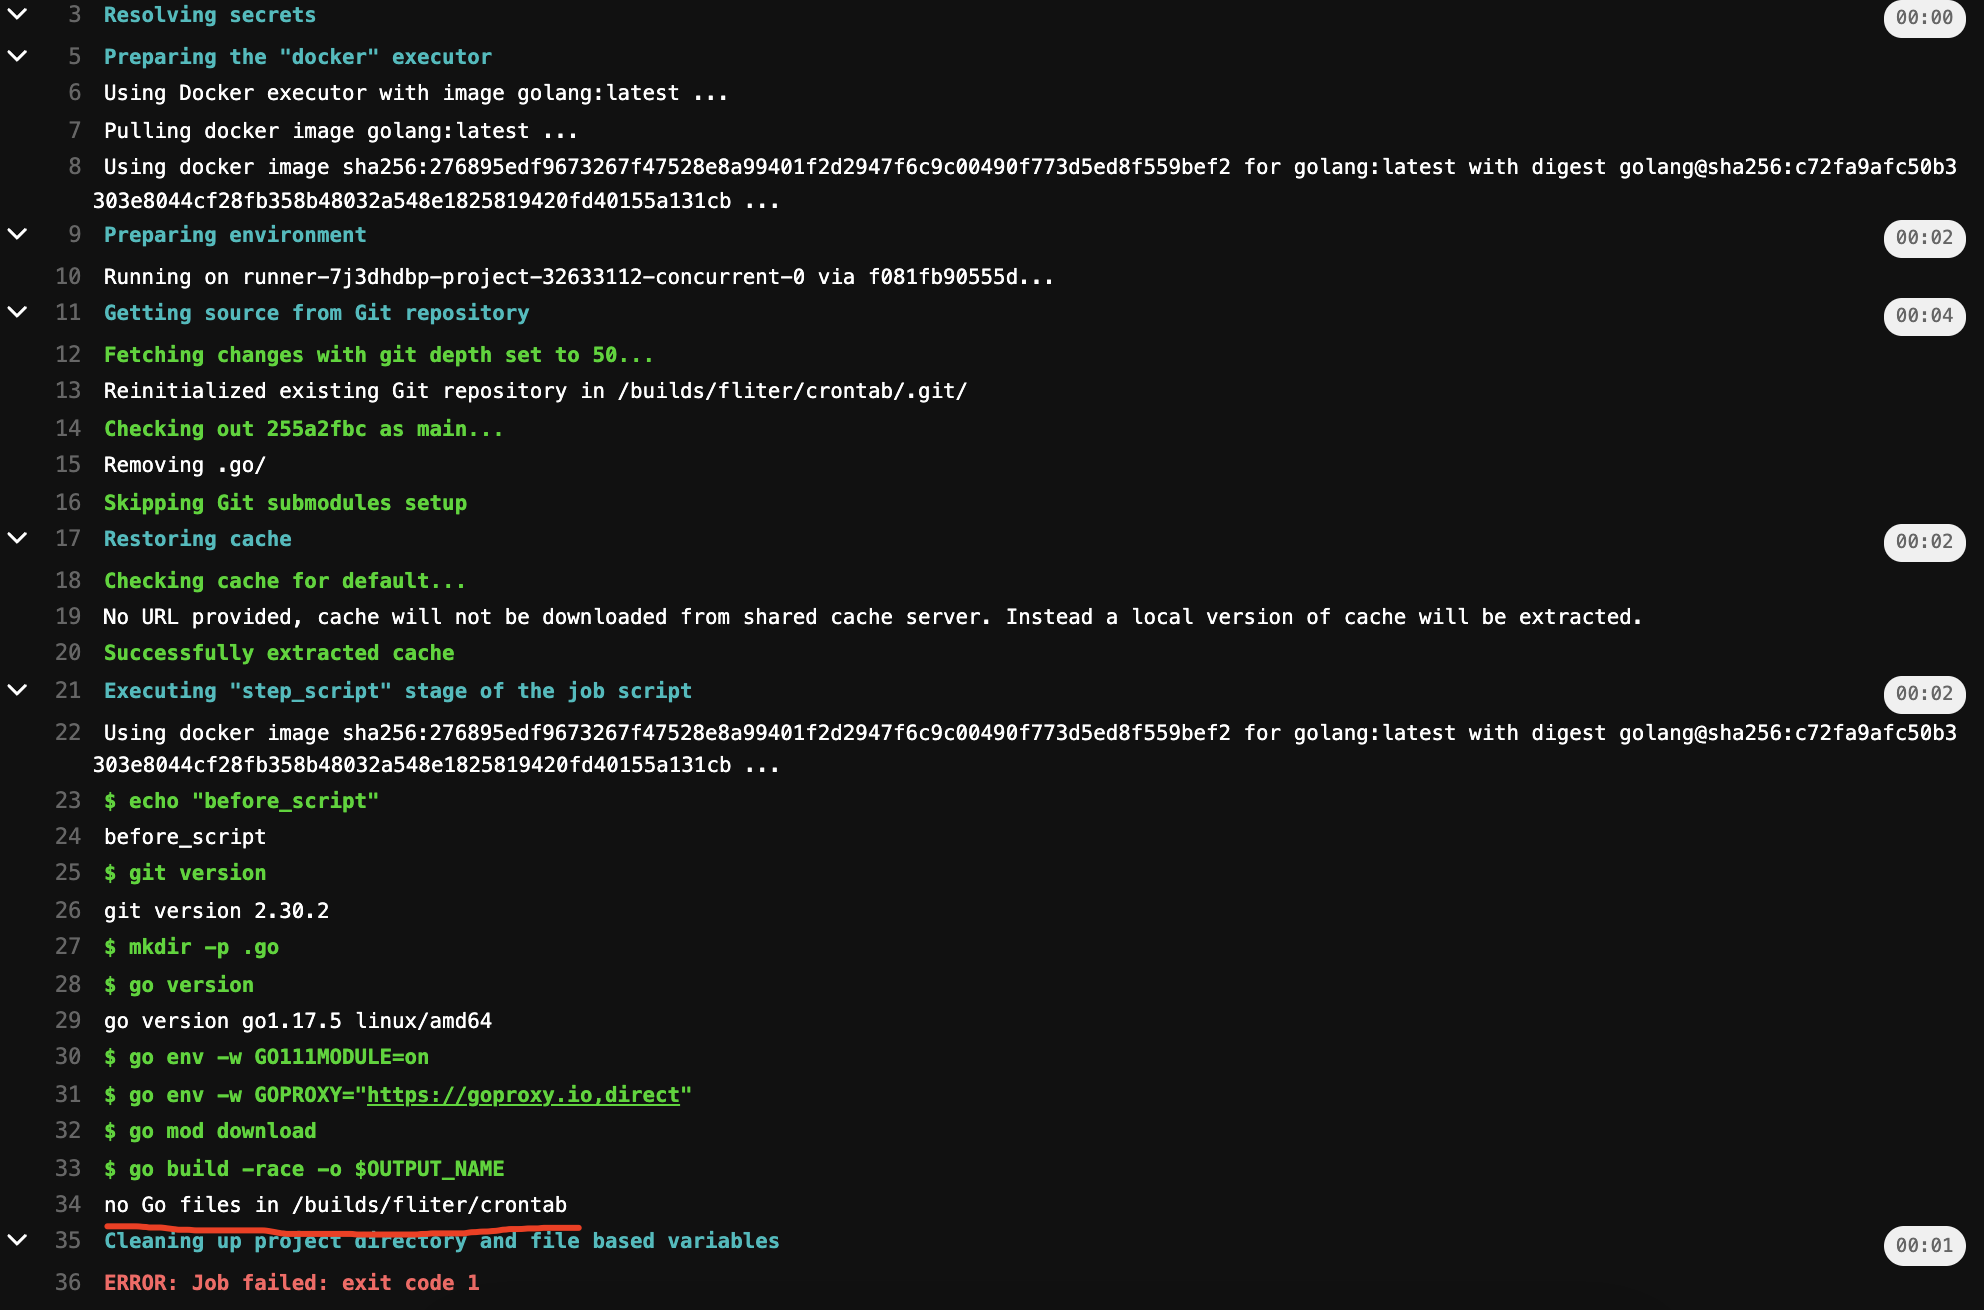 3 Resolving secrets 00:00
5 Preparing the "docker" executor
6 Using Docker executor with image golang:latest ...
7 Pulling docker image golang:latest ...
8 Using docker image sha256:276895edf9673267f47528e8a99401f2d2947f6c9c00490f773d5ed8f559bef2 for golang:latest with digest golang@sha256:c72fa9afc50b3
303e8044cf28fb358b48032a548e1825819420fd40155a131cb ...
9 Preparing environment 00:02
10 Running on runner-7j3dhdbp-project-32633112-concurrent-0 via f081fb90555d...
11 Getting source from Git repository 00:04
12 Fetching changes with git depth set to 50...
13 Reinitialized existing Git repository in /builds/fliter/crontab/.git/
14 Checking out 255a2fbc as main...
15 Removing .go/
16 Skipping Git submodules setup
17 Restoring cache 00:02
18 Checking cache for default...
19 No URL provided, cache will not be downloaded from shared cache server. Instead a local version of cache will be extracted.
20 Successfully extracted cache
21 Executing "step_script" stage of the job script 00:02
22 Using docker image sha256:276895edf9673267f47528e8a99401f2d2947f6c9c00490f773d5ed8f559bef2 for golang:latest with digest golang@sha256:c72fa9afc50b3
303e8044cf28fb358b48032a548e1825819420fd40155a131cb ...
23 $ echo "before_script"
24 before_script
25 $ git version
26 git version 2.30.2
27 $ mkdir -p .go
28 $ go version
29 go version go1.17.5 linux/amd64
30 $ go env -w GO111MODULE=on
31 $ go env -w GOPROXY="https://goproxy.io,direct"
32 $ go mod download
33 $ go build -race -o $OUTPUT_NAME
34 no Go files in /builds/fliter/crontab
35 Cleaning up project directory and file based variables 00:01
36 ERROR: Job failed: exit code 1